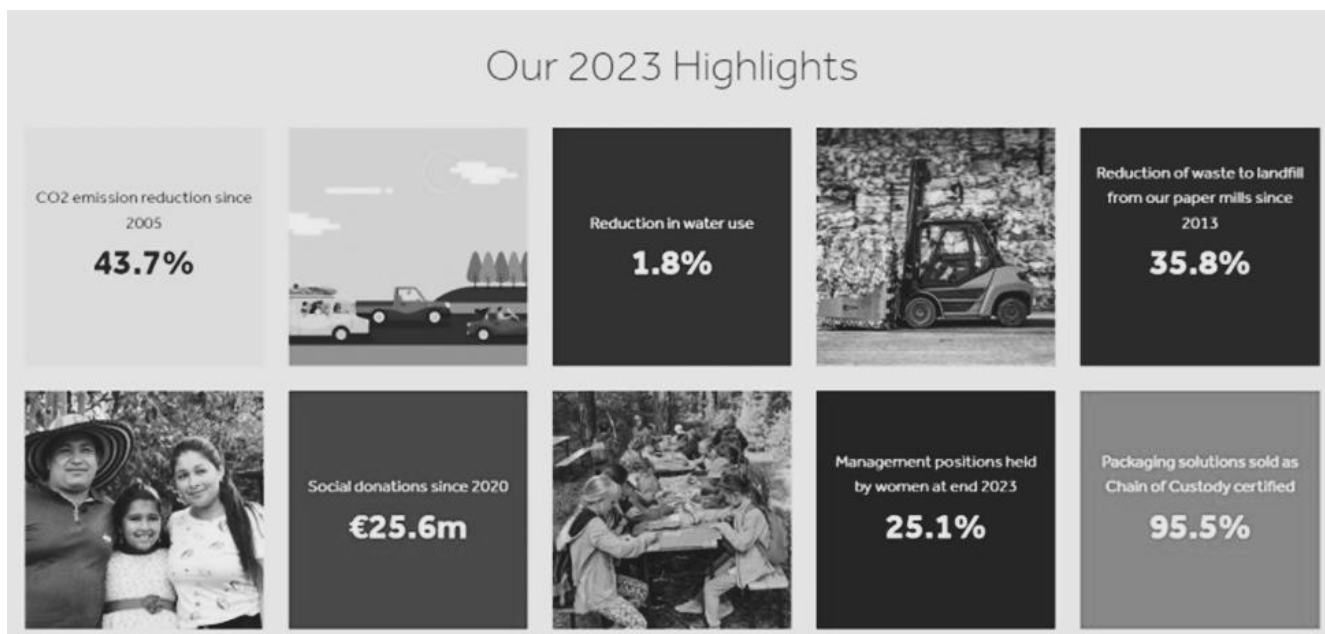 Our 2023 Highlights
CO2 emission reduction since
2005
43.7%
Reduction in water use
1.8%
Reduction of waste to landfill
from our paper mills since
2013
35.8%
Social donations since 2020
€25.6m
Management positions held
by women at end 2023
25.1%
Packaging solutions sold as
Chain of Custody certified
95.5%